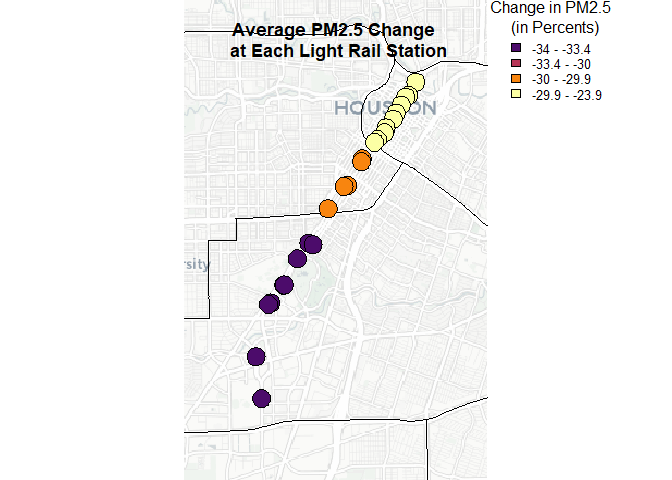 Change in PM2.5
(in Percents)
-34 - -33.4
-33.4 - -30
-30 - -29.9
-29.9 - -23.9
Average PM2.5 Change
at Each Light Rail Station
HOUSTON
rsity